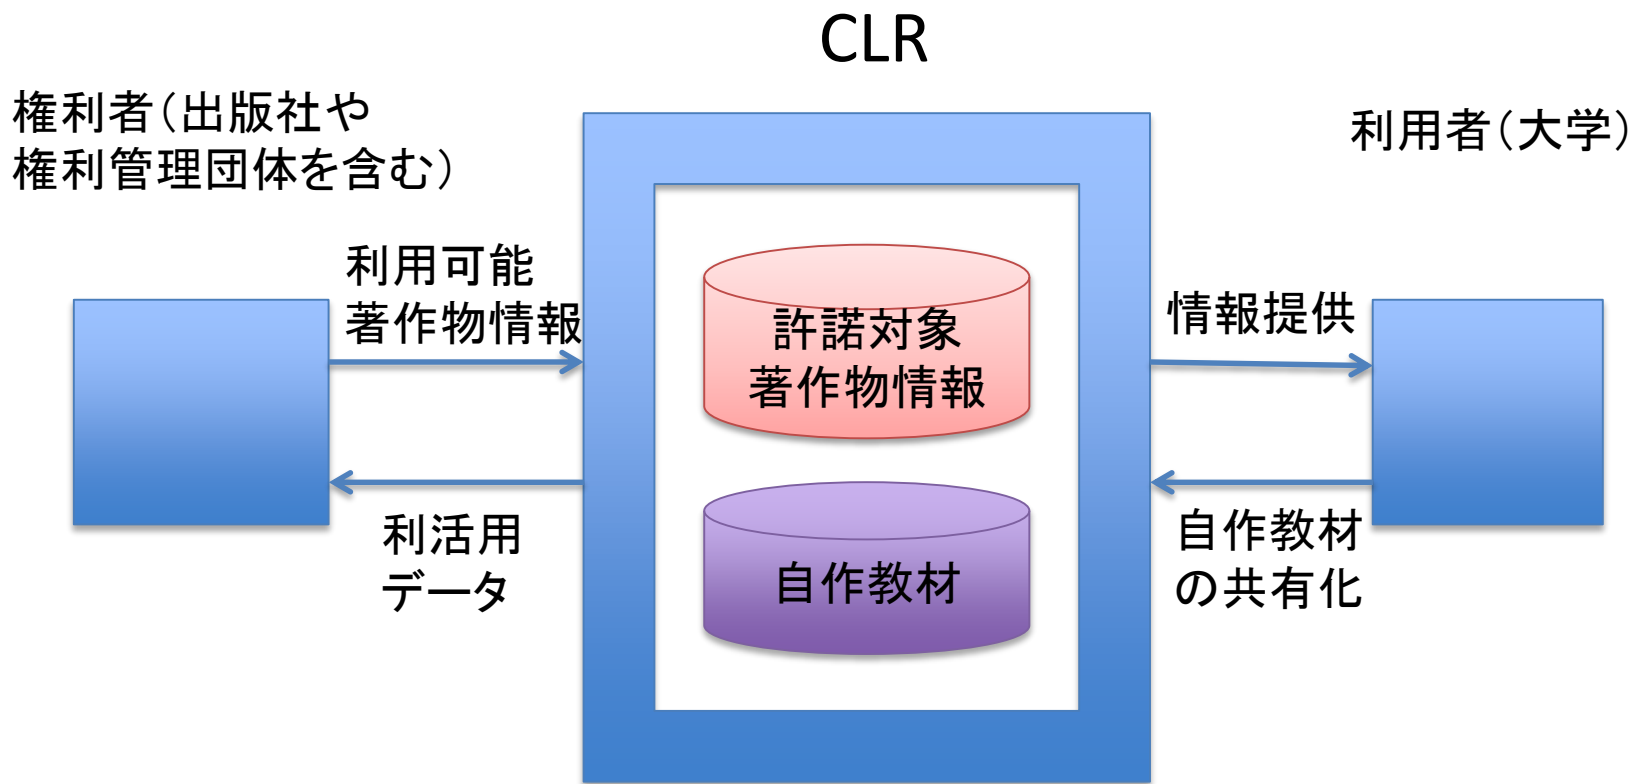 CLR
権利者(出版社や
権利管理団体を含む)
利用者(大学)
利用可能
著作物情報
許諾対象
著作物情報
情報提供
利活用
データ
自作教材
自作教材
の共有化